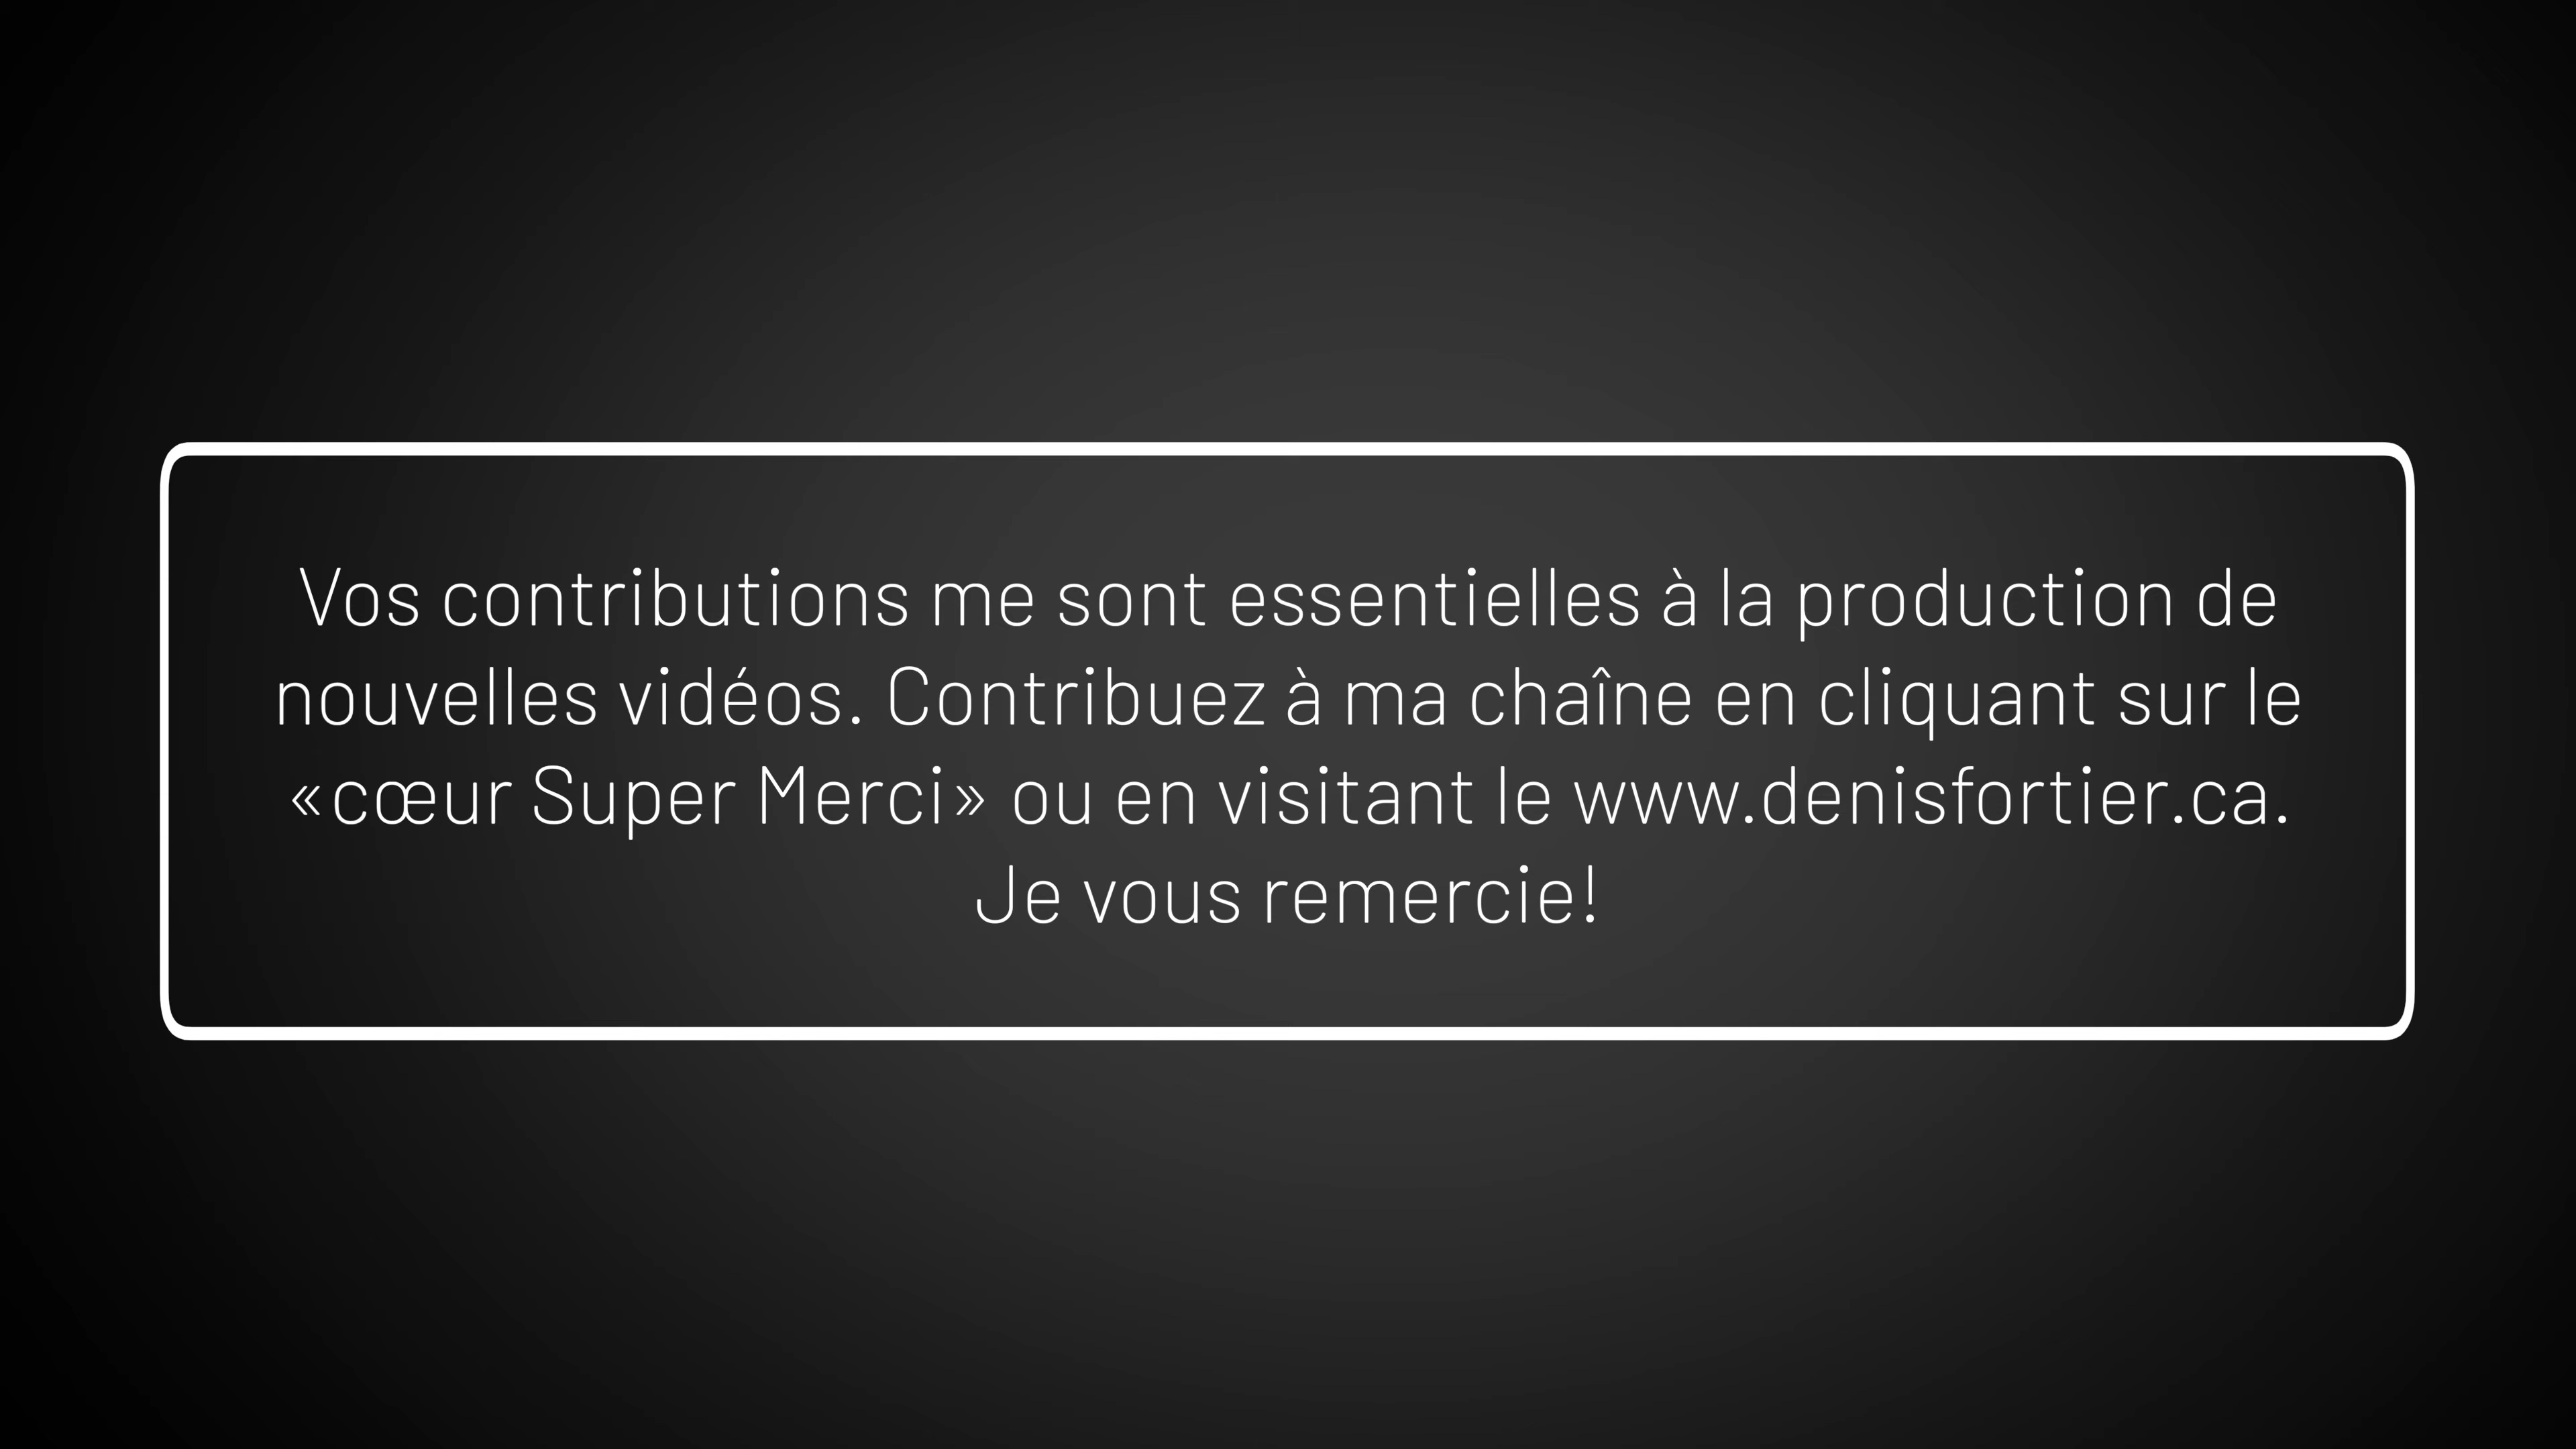 Vos contributions me sont essentielles à la production de
nouvelles vidéos. Contribuez à ma chaîne en cliquant sur le
«cœur Super Merci» ou en visitant le www.denisfortier.ca.
Je vous remercie!